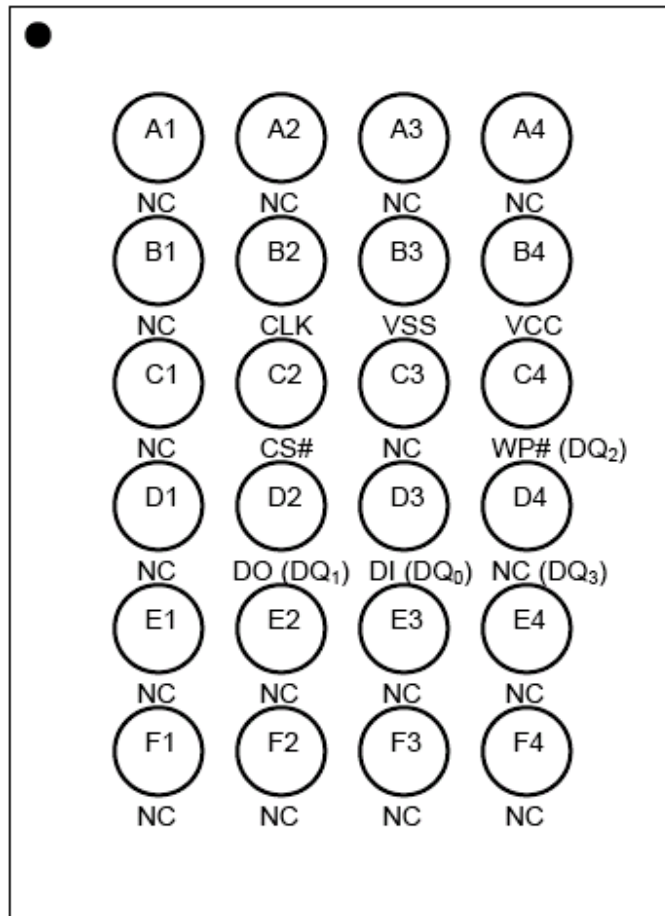 A1 A2 A3 A4
NC NC NC NC
B1 B2 B3 B4
NC CLK VSS VCC
C1 C2 C3 C4
NC CS# NC WP# (DQ₂)
D1 D2 D3 D4
NC DO (DQ₁) DI (DQ₀) NC (DQ₃)
E1 E2 E3 E4
NC NC NC NC
F1 F2 F3 F4
NC NC NC NC